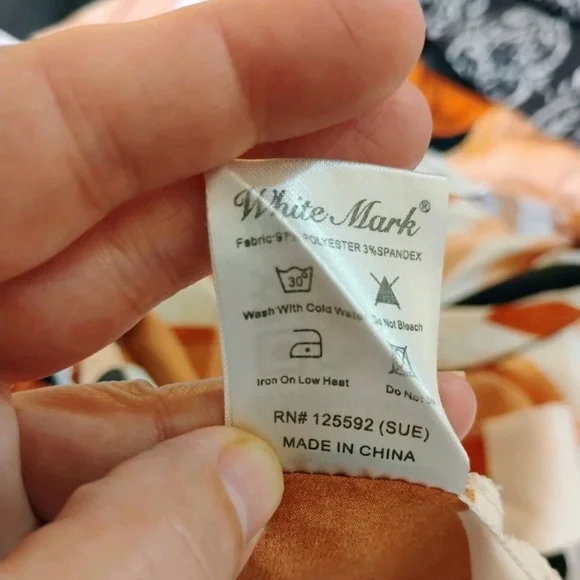 White Mark®
Fabric POLYESTER 3%SPANDEX
30°
Wash With Cold Water Do Not Bleach
Iron On Low Heat Do
RN# 125592 (SUE)
MADE IN CHINA